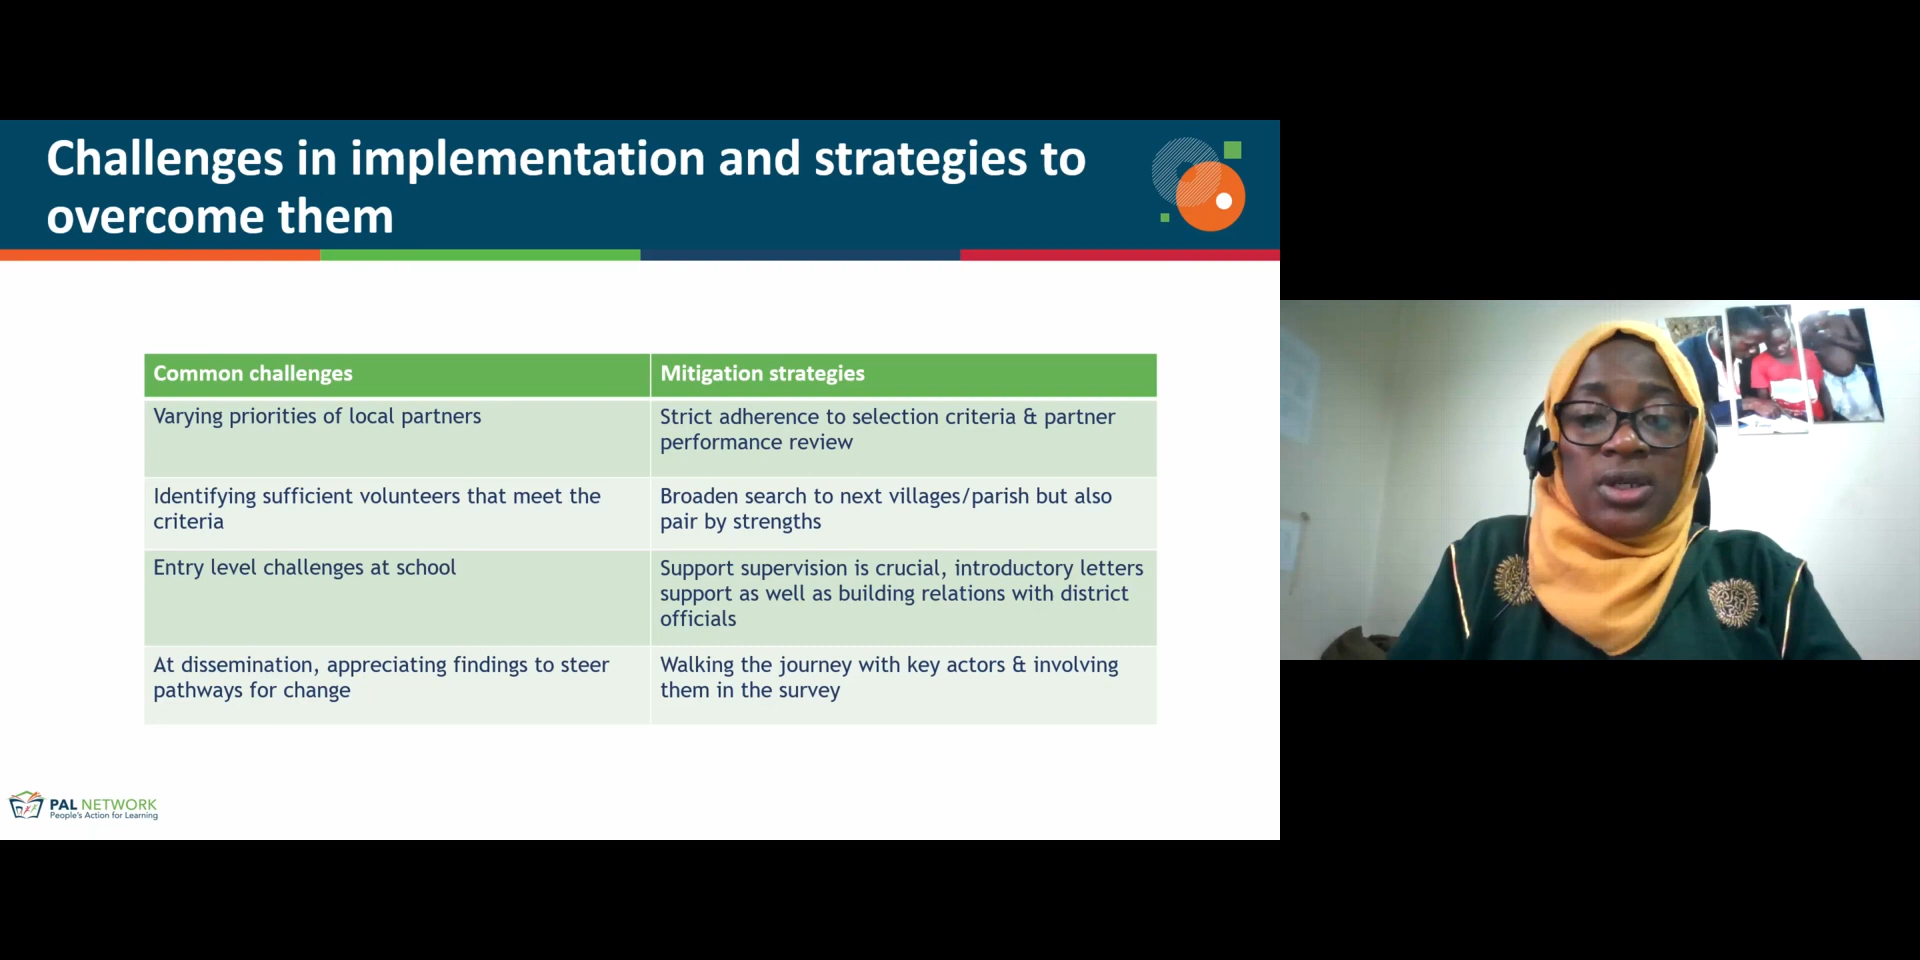 Challenges in implementation and strategies to
overcome them
Common challenges
Mitigation strategies
Varying priorities of local partners
Strict adherence to selection criteria & partner
performance review
Identifying sufficient volunteers that meet the
criteria
Broaden search to next villages/parish but also
pair by strengths
Entry level challenges at school
Support supervision is crucial, introductory letters
support as well as building relations with district
officials
At dissemination, appreciating findings to steer
pathways for change
Walking the journey with key actors & involving
them in the survey
PAL NETWORK
People's Action for Learning